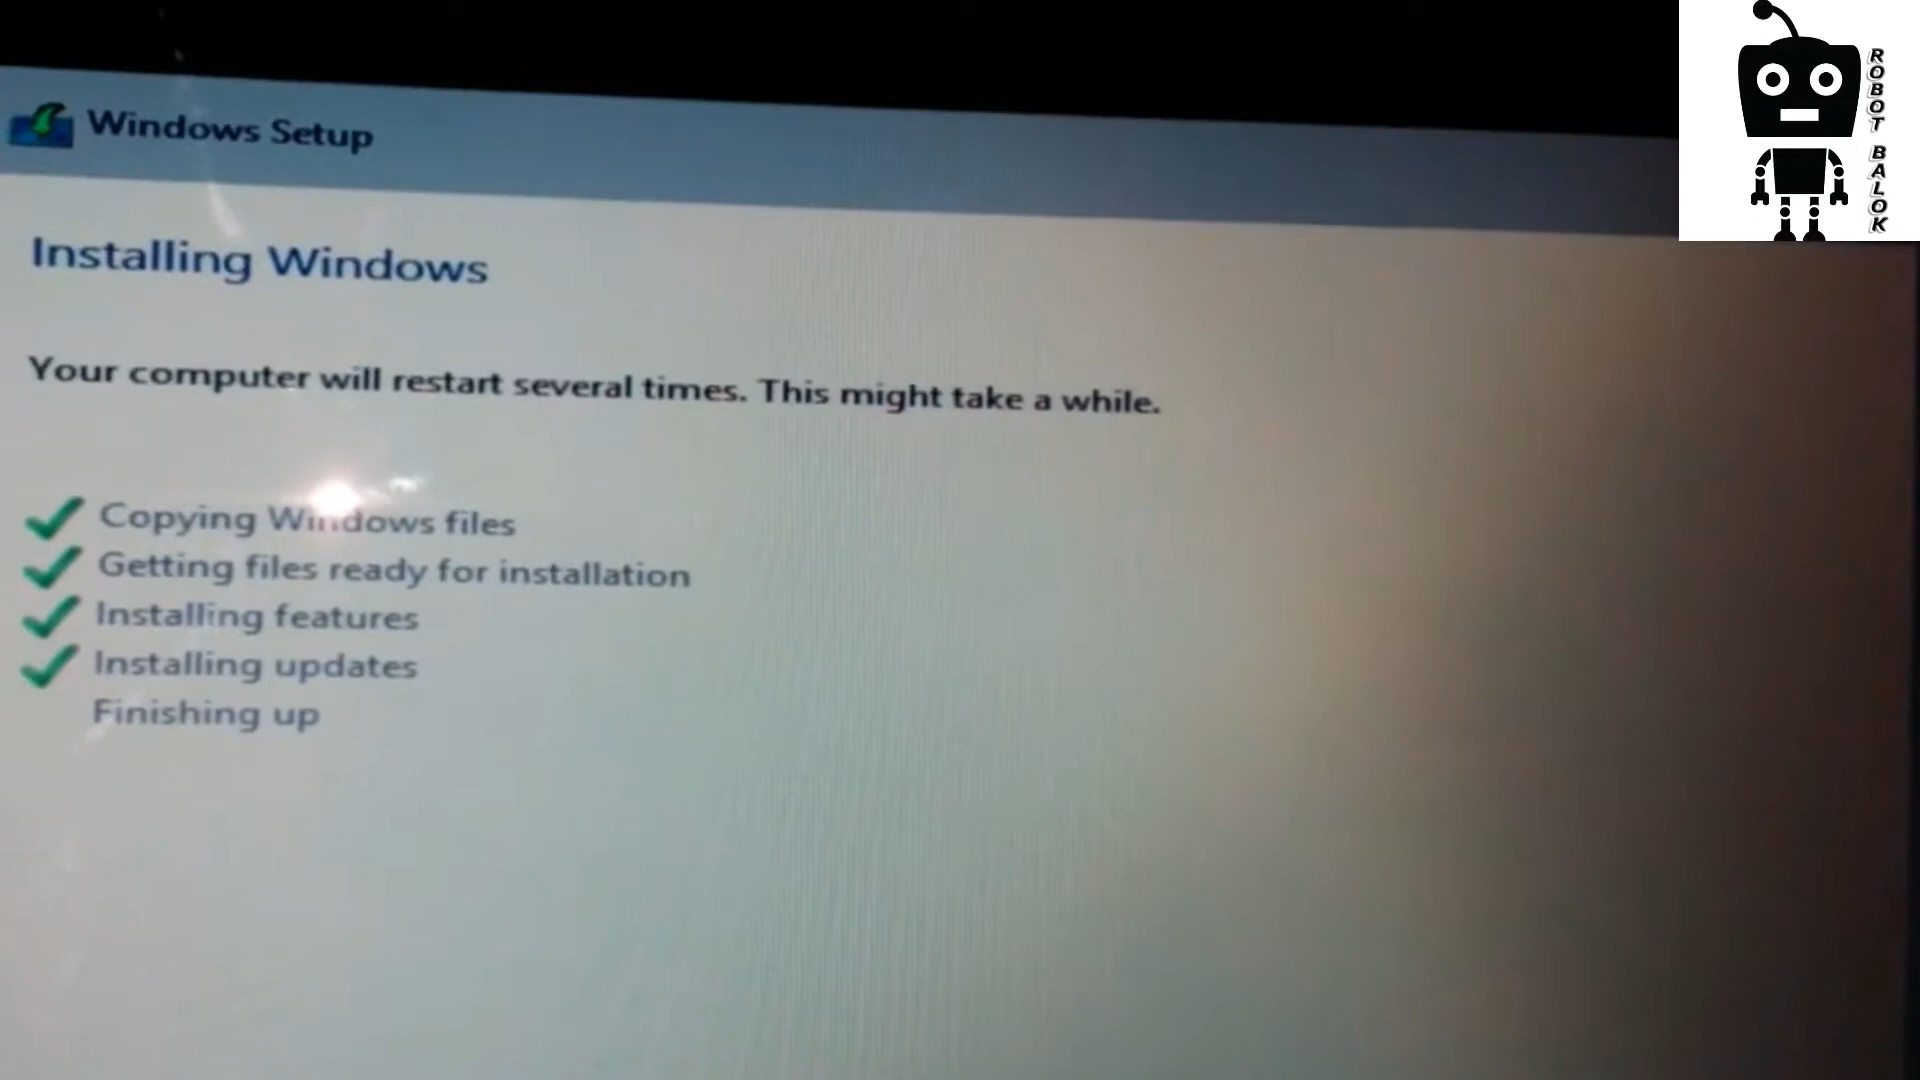 Windows Setup
Installing Windows
Your computer will restart several times. This might take a while.
Copying Windows files
Getting files ready for installation
Installing features
Installing updates
Finishing up
ROBOT BALOK